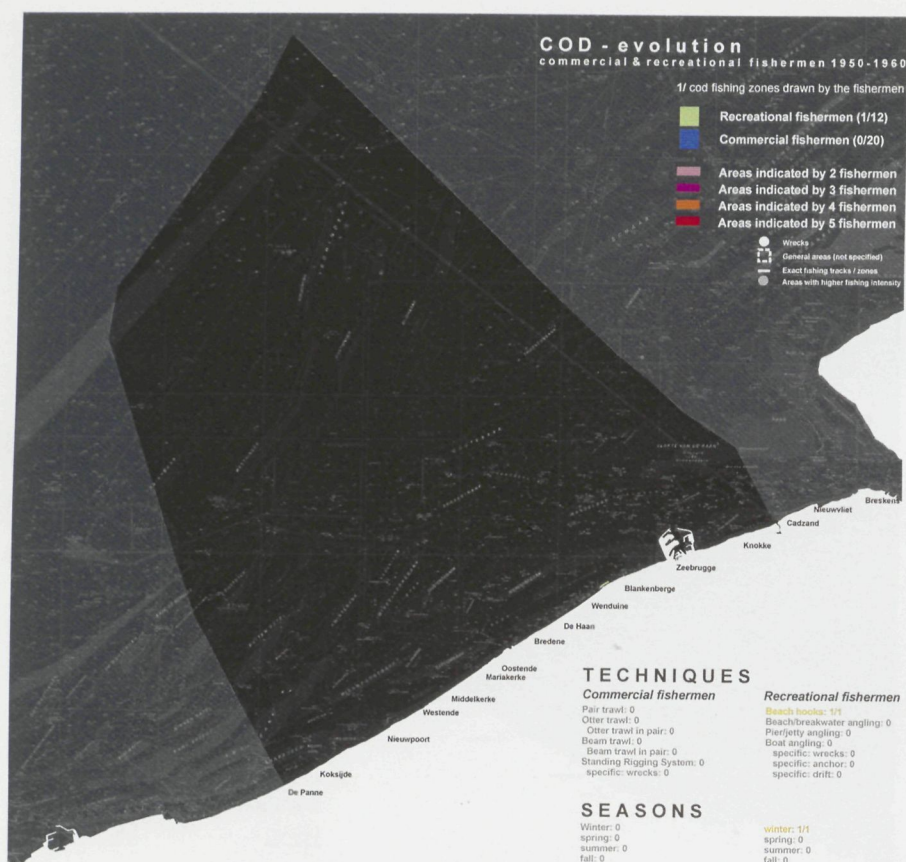 COD - evolution
commercial & recreational fishermen 1950-1960
1/ cod fishing zones drawn by the fishermen
Recreational fishermen (1/12)
Commercial fishermen (0/20)
Areas indicated by 2 fishermen
Areas indicated by 3 fishermen
Areas indicated by 4 fishermen
Areas indicated by 5 fishermen
Wrecks
General areas (not specified)
Exact fishing tracks / zones
Areas with higher fishing intensity
Breskens
Nieuwvliet
Cadzand
Knokke
Zeebrugge
Blankenberge
Wenduine
De Haan
Bredene
Oostende
Mariakerke
Middelkerke
Westende
Nieuwpoort
Koksijde
De Panne
TECHNIQUES
Commercial fishermen
Pair trawl: 0
Otter trawl: 0
Otter trawl in pair: 0
Beam trawl: 0
Beam trawl in pair: 0
Standing Rigging System: 0
specific: wrecks: 0
Recreational fishermen
Beach hooks: 1/1
Beach/breakwater angling: 0
Pier/jetty angling: 0
Boat angling: 0
specific: wrecks: 0
specific: anchor: 0
specific: drift: 0
SEASONS
Winter: 0
spring: 0
summer: 0
fall: 0
winter: 1/1
spring: 0
summer: 0
fall: 0